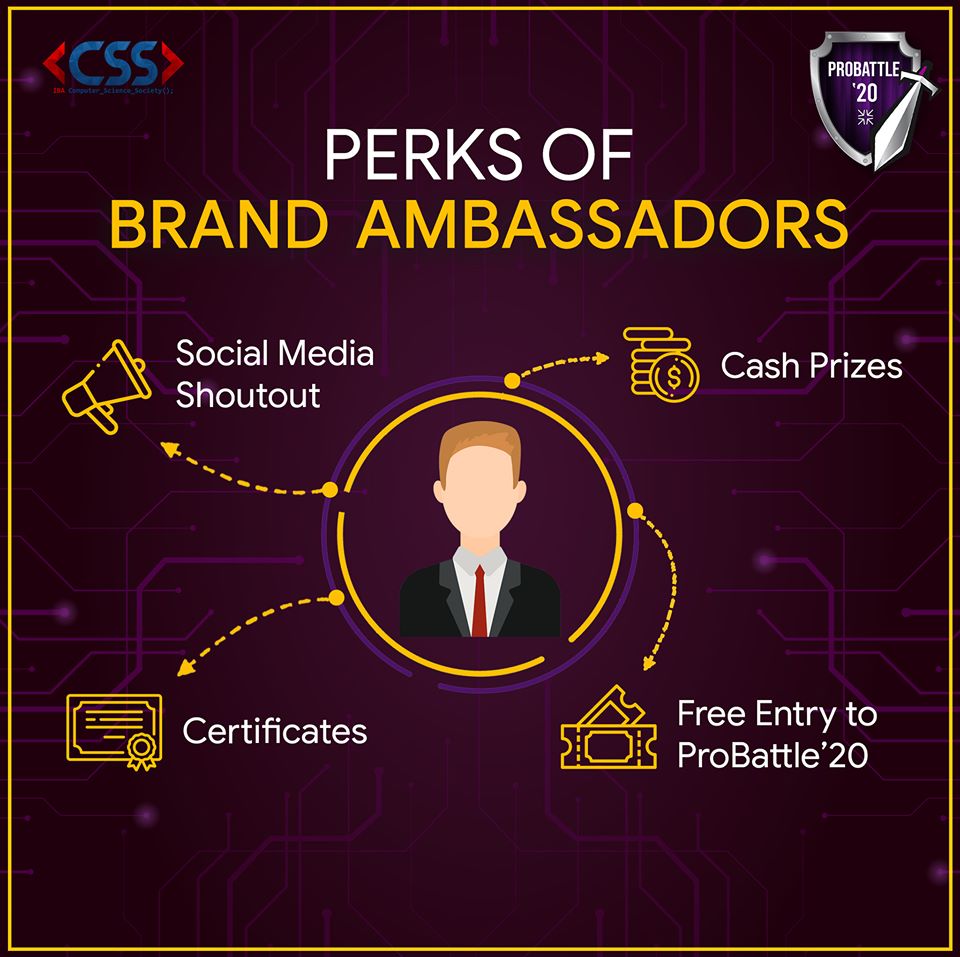 <CSS>
IBA Computer_Science_Society();
PROBATTLE
'20
PERKS OF
BRAND AMBASSADORS
Social Media
Shoutout
$
Cash Prizes
Certificates
Free Entry to
ProBattle'20